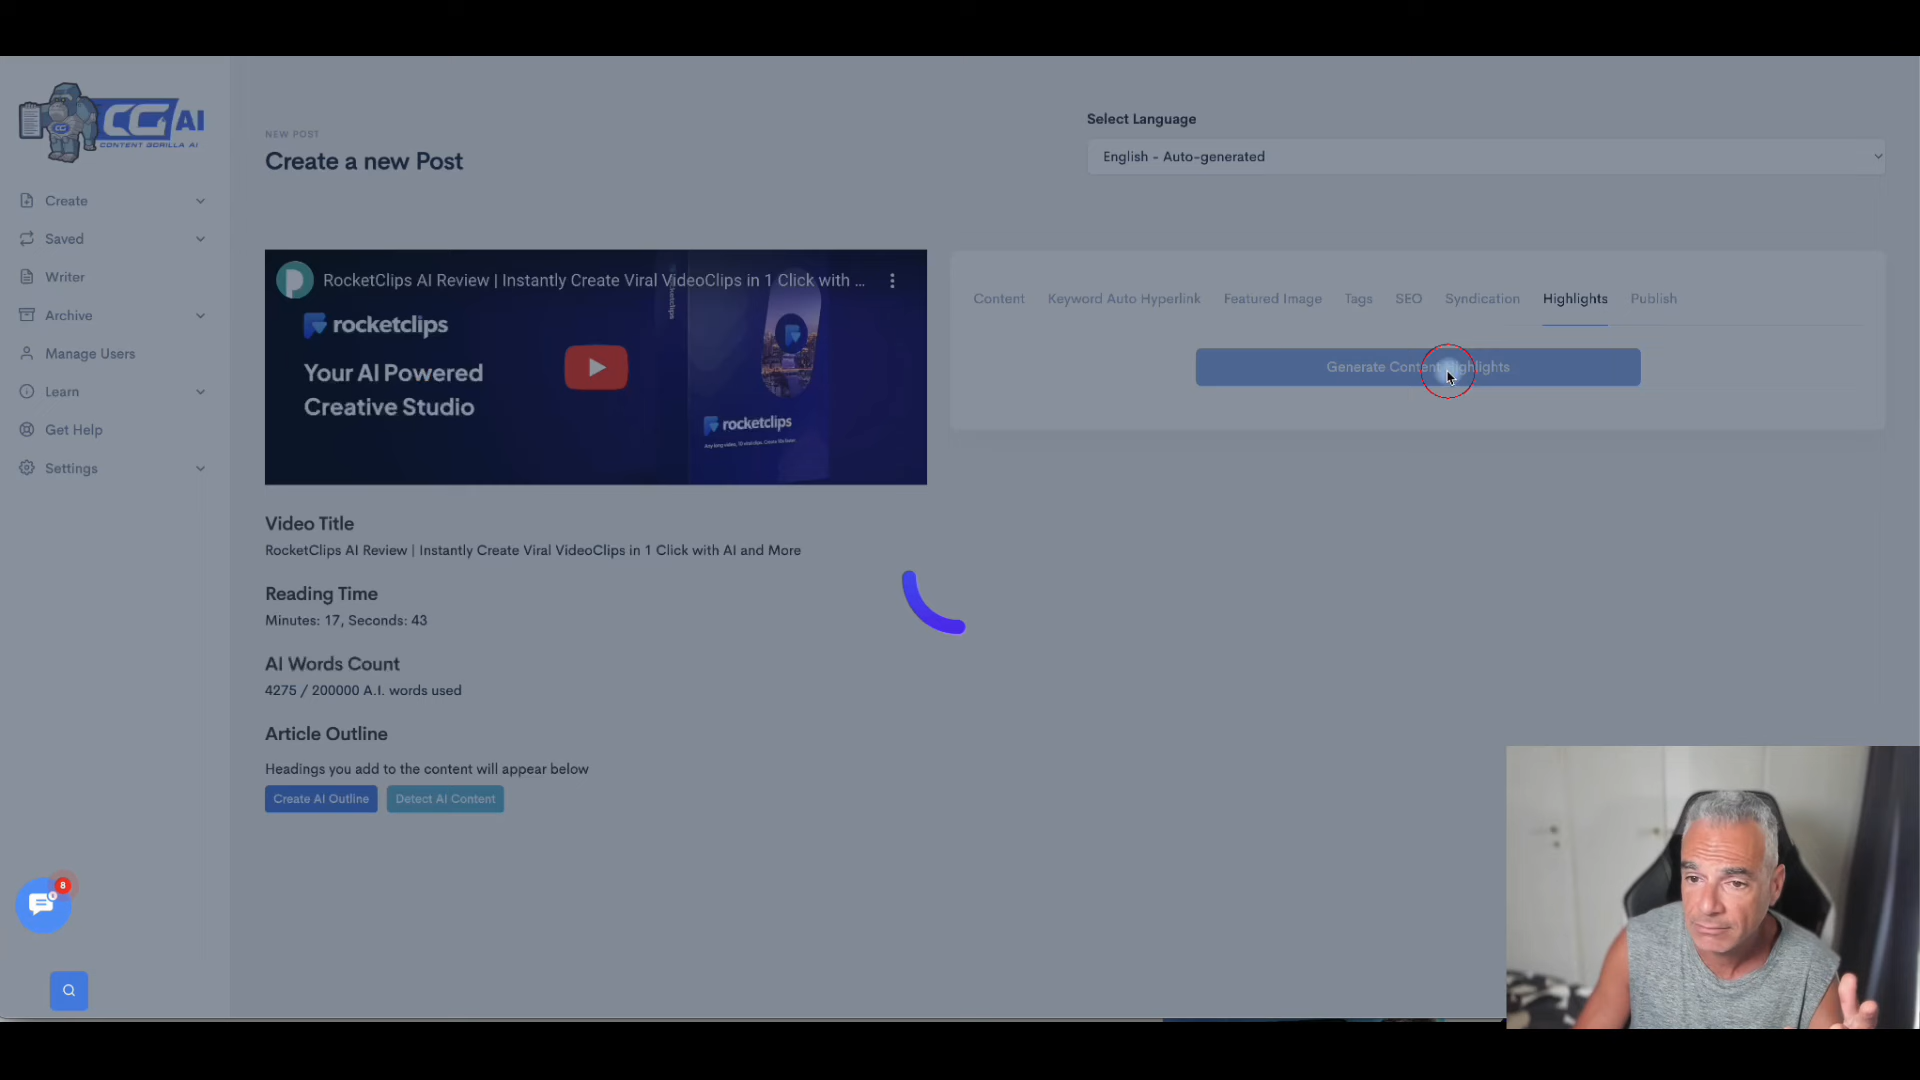 CG AI
CONTENT GORILLA AI
CG
Create
Saved
Writer
Archive
Manage Users
Learn
Get Help
Settings
8
NEW POST
Create a new Post
Select Language
English - Auto-generated
RocketClips AI Review | Instantly Create Viral VideoClips in 1 Click with ...
rocketclips
Your AI Powered
Creative Studio
rocketclips
Video Title
RocketClips AI Review | Instantly Create Viral VideoClips in 1 Click with AI and More
Reading Time
Minutes: 17, Seconds: 43
AI Words Count
4275 / 200000 A.I. words used
Article Outline
Headings you add to the content will appear below
Create AI Outline
Detect AI Content
Content
Keyword Auto Hyperlink
Featured Image
Tags
SEO
Syndication
Highlights
Publish
Generate Content Highlights